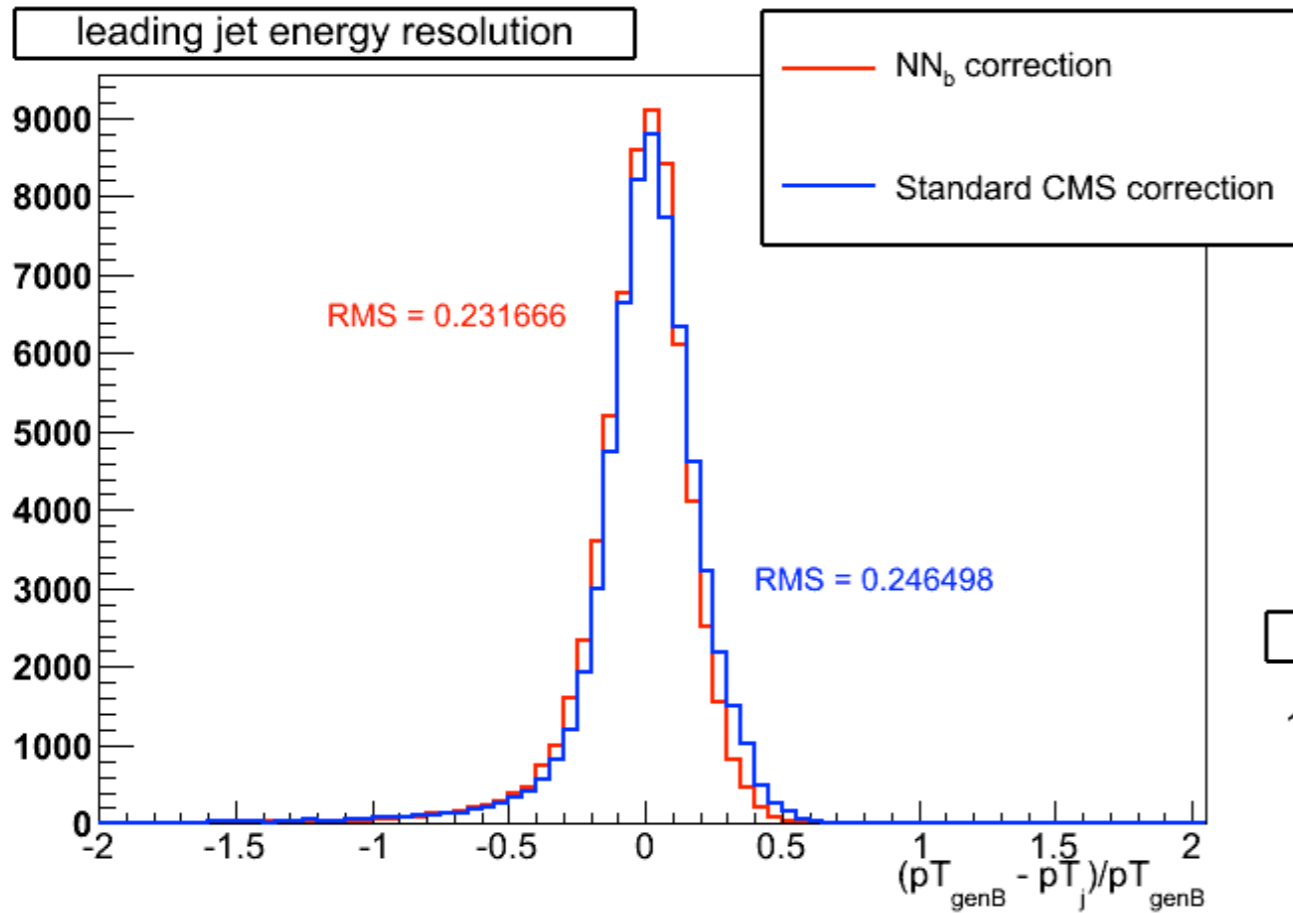 leading jet energy resolution
NN_b correction
Standard CMS correction
9000
8000
7000
6000
5000
4000
3000
2000
1000
0
RMS = 0.231666
RMS = 0.246498
-2 -1.5 -1 -0.5 0 0.5 1 1.5 2
(pT_genB - pT_j)/pT_genB